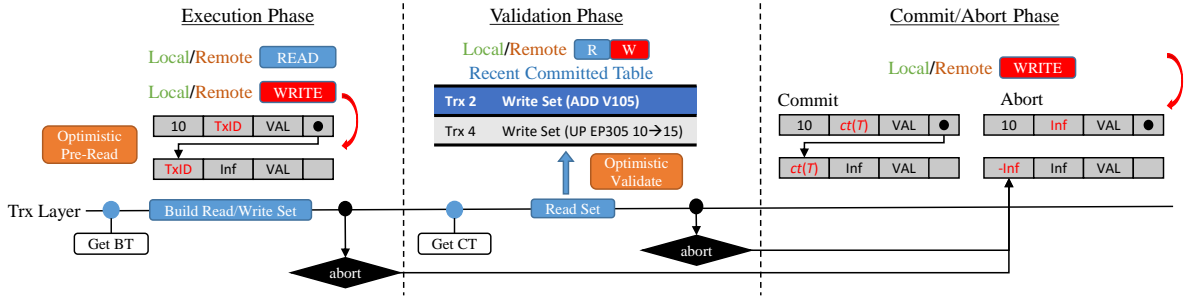 Execution Phase
Local/Remote READ
Local/Remote WRITE
10 TxID VAL
Optimistic
Pre-Read
TxID Inf VAL
Validation Phase
Local/Remote R W
Recent Committed Table
Trx 2 Write Set (ADD V105)
Trx 4 Write Set (UP EP305 10→15)
Optimistic
Validate
Commit/Abort Phase
Local/Remote WRITE
Commit
10 ct(T) VAL
ct(T) Inf VAL
Abort
10 Inf VAL
-Inf Inf VAL
Trx Layer
Build Read/Write Set
Read Set
Get BT
Get CT
abort
abort